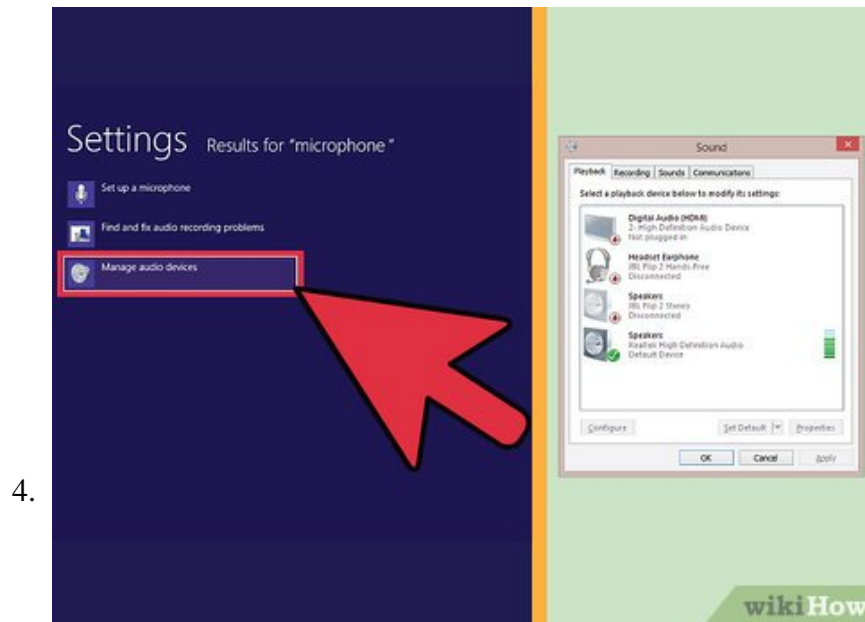 Settings Results for "microphone"
Set up a microphone
Find and fix audio recording problems
Manage audio devices
Sound
Playback Recording Sounds Communications
Select a playback device below to modify its settings:
Digital Audio (HDMI)
2- High Definition Audio Device
Not plugged in
Headset Earphone
JBL Flip 2 Hands-Free
Disconnected
Speakers
JBL Flip 2 Stereo
Disconnected
Speakers
Realtek High Definition Audio
Default Device
Configure Set Default Properties
OK Cancel Apply
4.
wikiHow